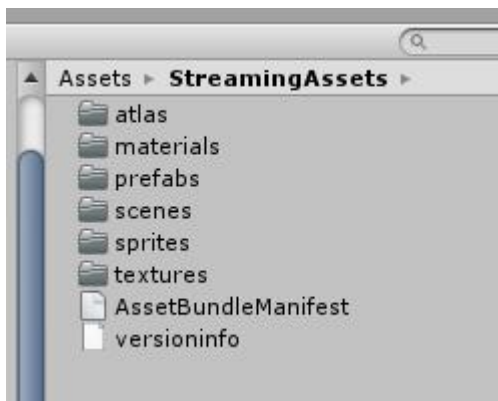 Assets ▸ StreamingAssets ▸
atlas
materials
prefabs
scenes
sprites
textures
AssetBundleManifest
versioninfo